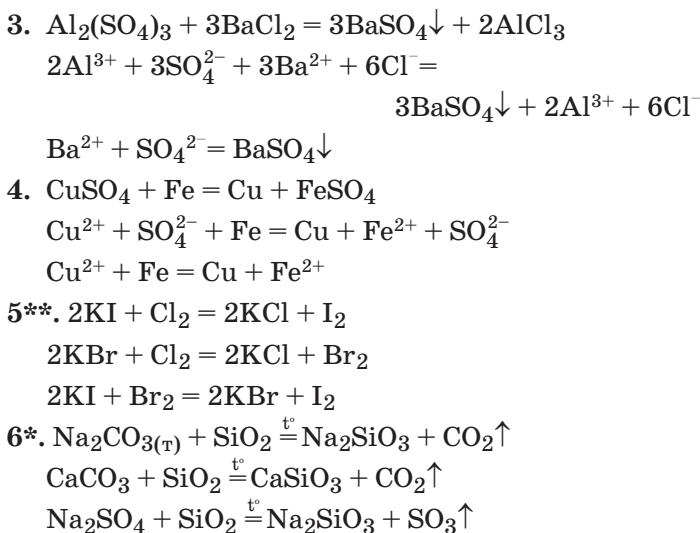 3. Al₂(SO₄)₃ + 3BaCl₂ = 3BaSO₄↓ + 2AlCl₃
2Al³⁺ + 3SO₄²⁻ + 3Ba²⁺ + 6Cl⁻=
3BaSO₄↓ + 2Al³⁺ + 6Cl⁻
Ba²⁺ + SO₄²⁻= BaSO₄↓
4. CuSO₄ + Fe = Cu + FeSO₄
Cu²⁺ + SO₄²⁻ + Fe = Cu + Fe²⁺ + SO₄²⁻
Cu²⁺ + Fe = Cu + Fe²⁺
5**. 2KI + Cl₂ = 2KCl + I₂
2KBr + Cl₂ = 2KCl + Br₂
2KI + Br₂ = 2KBr + I₂
6*. Na₂CO₃₍т₎ + SiO₂ =^t° Na₂SiO₃ + CO₂↑
CaCO₃ + SiO₂ =^t° CaSiO₃ + CO₂↑
Na₂SO₄ + SiO₂ =^t° Na₂SiO₃ + SO₃↑